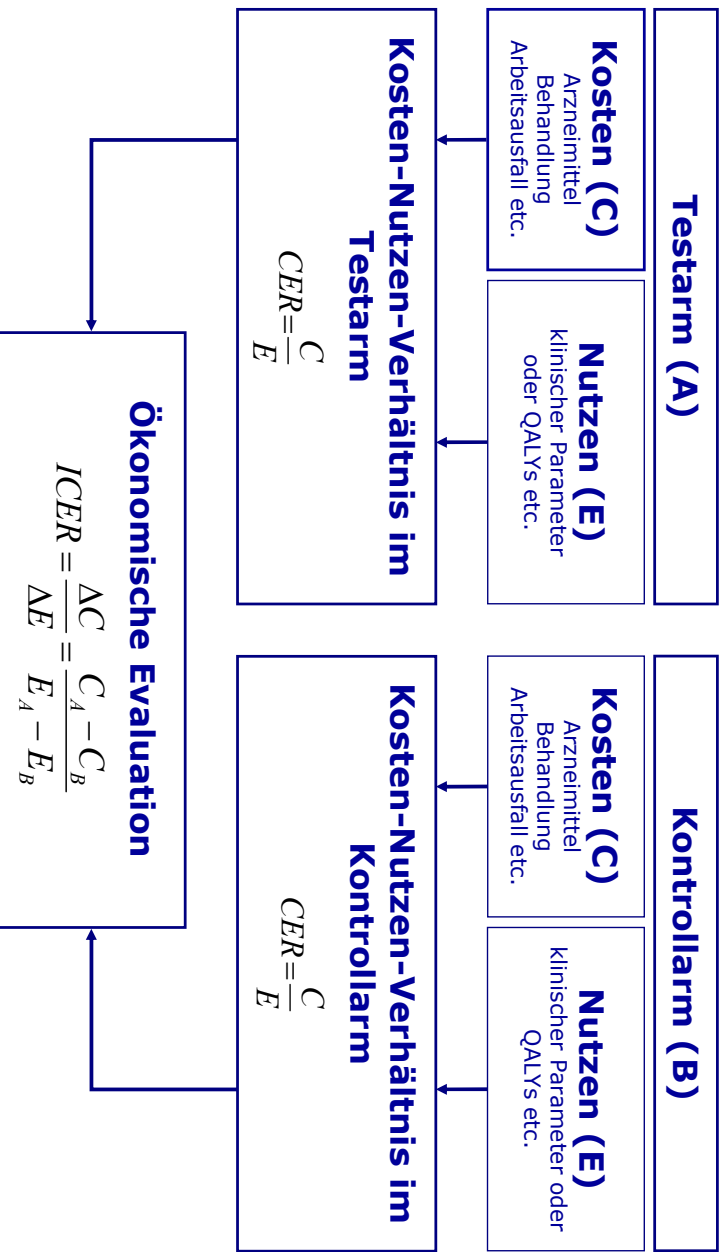 Testarm (A)
Kosten (C)
Arzneimittel
Behandlung
Arbeitsausfall etc.
Nutzen (E)
klinischer Parameter
oder QALYs etc.
Kosten-Nutzen-Verhältnis im
Testarm
CER=C/E
Kontrollarm (B)
Kosten (C)
Arzneimittel
Behandlung
Arbeitsausfall etc.
Nutzen (E)
klinischer Parameter oder
QALYs etc.
Kosten-Nutzen-Verhältnis im
Kontrollarm
CER=C/E
Ökonomische Evaluation
ICER = ΔC/ΔE = (C_A − C_B)/(E_A − E_B)